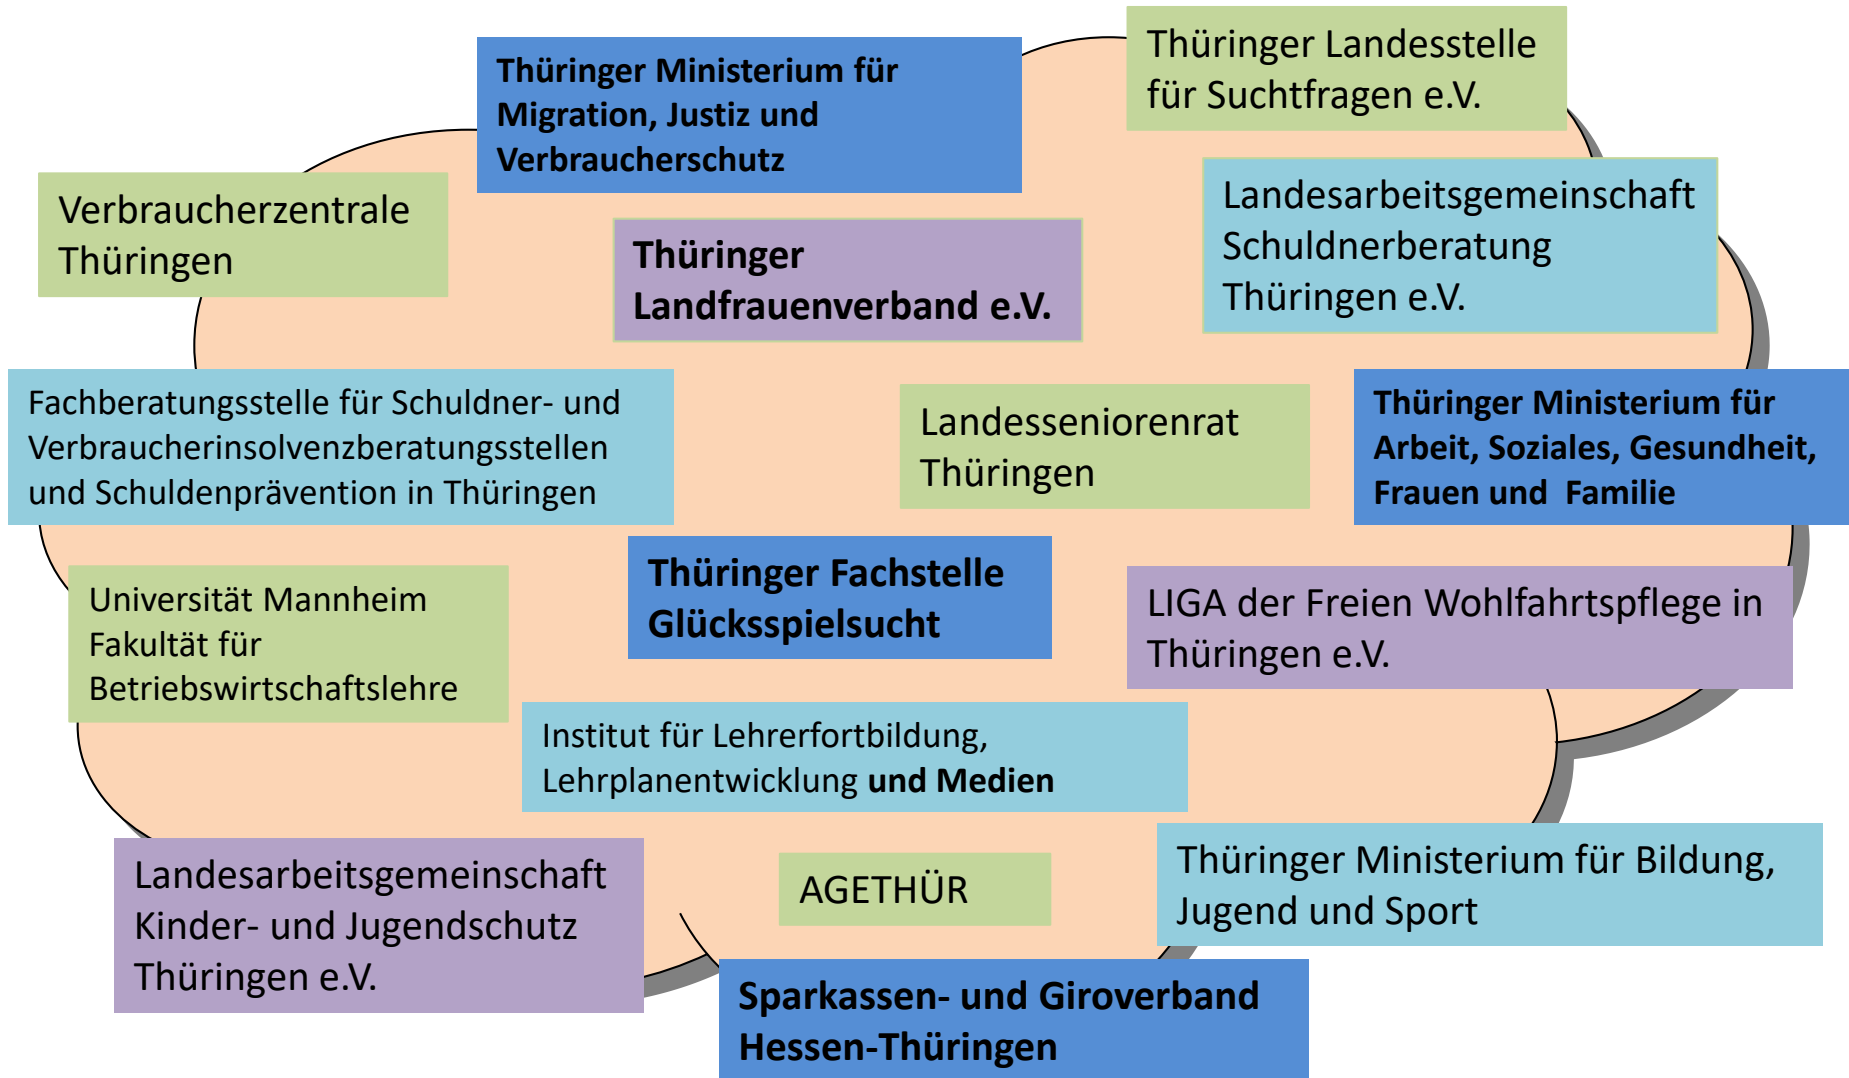 Thüringer Ministerium für
Migration, Justiz und
Verbraucherschutz
Thüringer Landesstelle
für Suchtfragen e.V.
Verbraucherzentrale
Thüringen
Thüringer
Landfrauenverband e.V.
Landesarbeitsgemeinschaft
Schuldnerberatung
Thüringen e.V.
Fachberatungsstelle für Schuldner- und
Verbraucherinsolvenzberatungsstellen
und Schuldenprävention in Thüringen
Landesseniorenrat
Thüringen
Thüringer Ministerium für
Arbeit, Soziales, Gesundheit,
Frauen und Familie
Thüringer Fachstelle
Glücksspielsucht
Universität Mannheim
Fakultät für
Betriebswirtschaftslehre
LIGA der Freien Wohlfahrtspflege in
Thüringen e.V.
Institut für Lehrerfortbildung,
Lehrplanentwicklung und Medien
Landesarbeitsgemeinschaft
Kinder- und Jugendschutz
Thüringen e.V.
AGETHÜR
Thüringer Ministerium für Bildung,
Jugend und Sport
Sparkassen- und Giroverband
Hessen-Thüringen